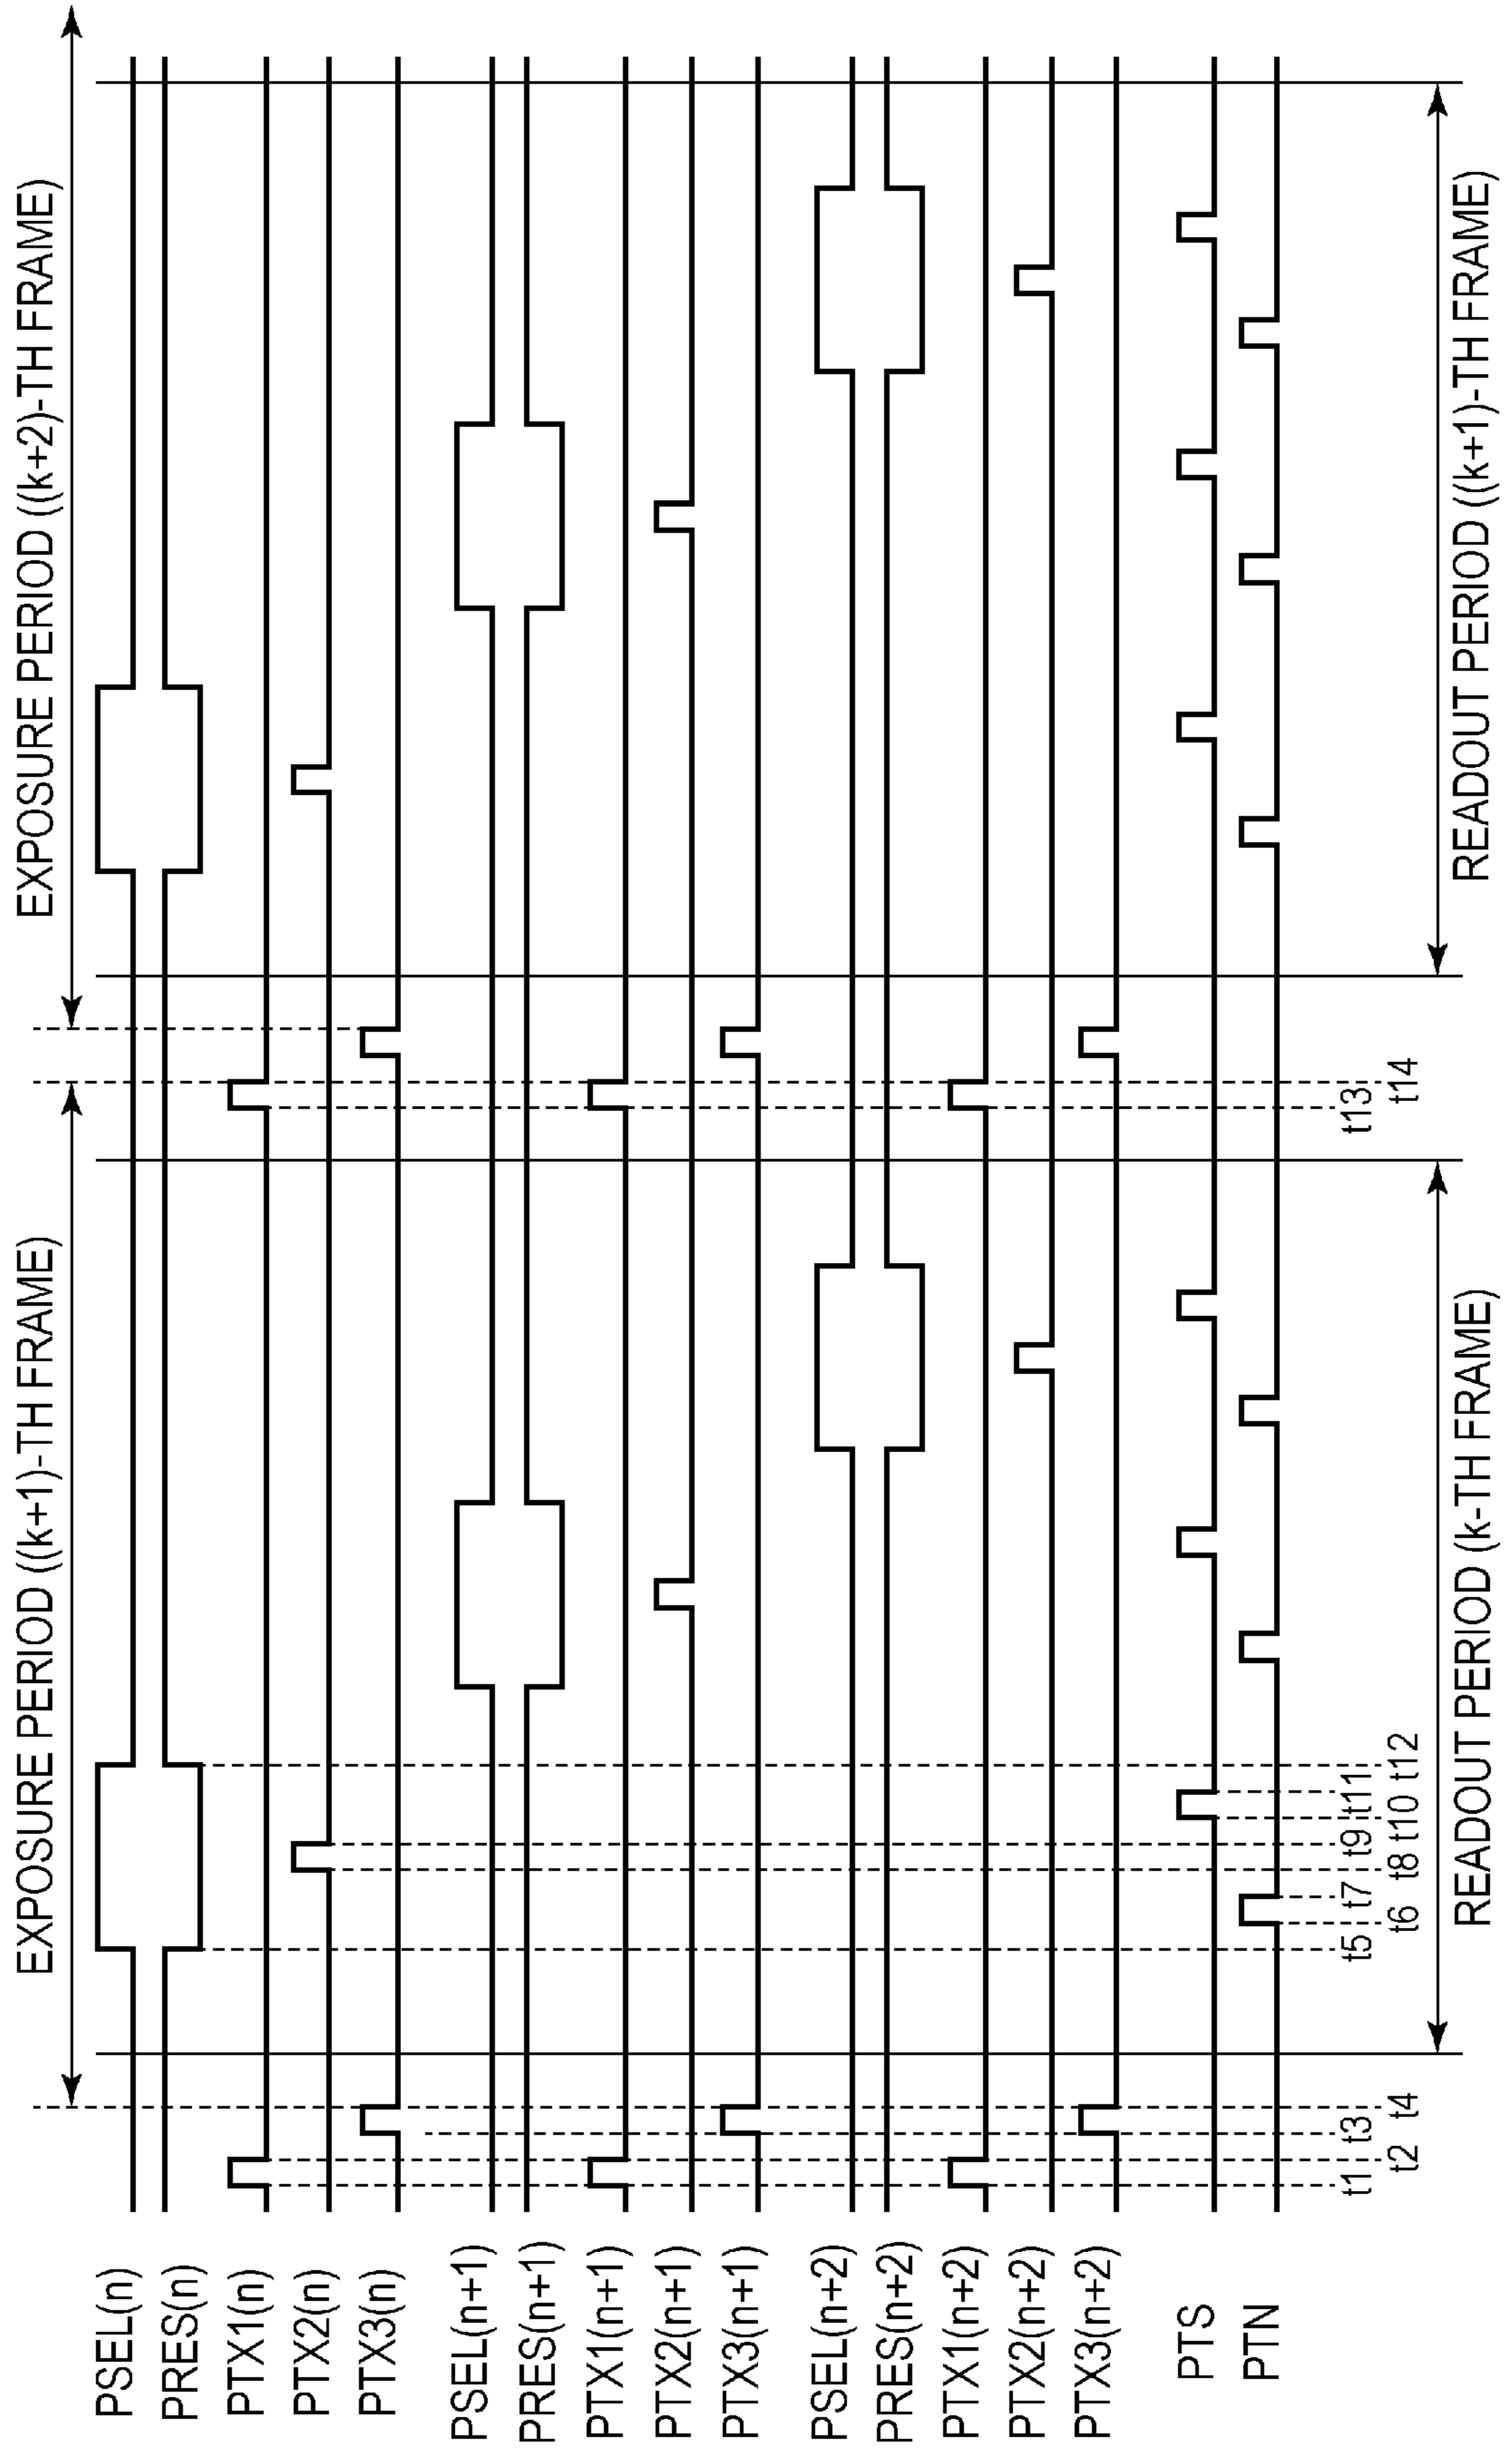 EXPOSURE PERIOD ((k+1)-TH FRAME)
EXPOSURE PERIOD ((k+2)-TH FRAME)
PSEL(n)
PRES(n)
PTX1(n)
PTX2(n)
PTX3(n)
PSEL(n+1)
PRES(n+1)
PTX1(n+1)
PTX2(n+1)
PTX3(n+1)
PSEL(n+2)
PRES(n+2)
PTX1(n+2)
PTX2(n+2)
PTX3(n+2)
PTS
PTN
t1 t3 t5 t7 t9 t11 t13
t2 t4 t6 t8 t10 t12 t14
READOUT PERIOD (k-TH FRAME)
READOUT PERIOD ((k+1)-TH FRAME)